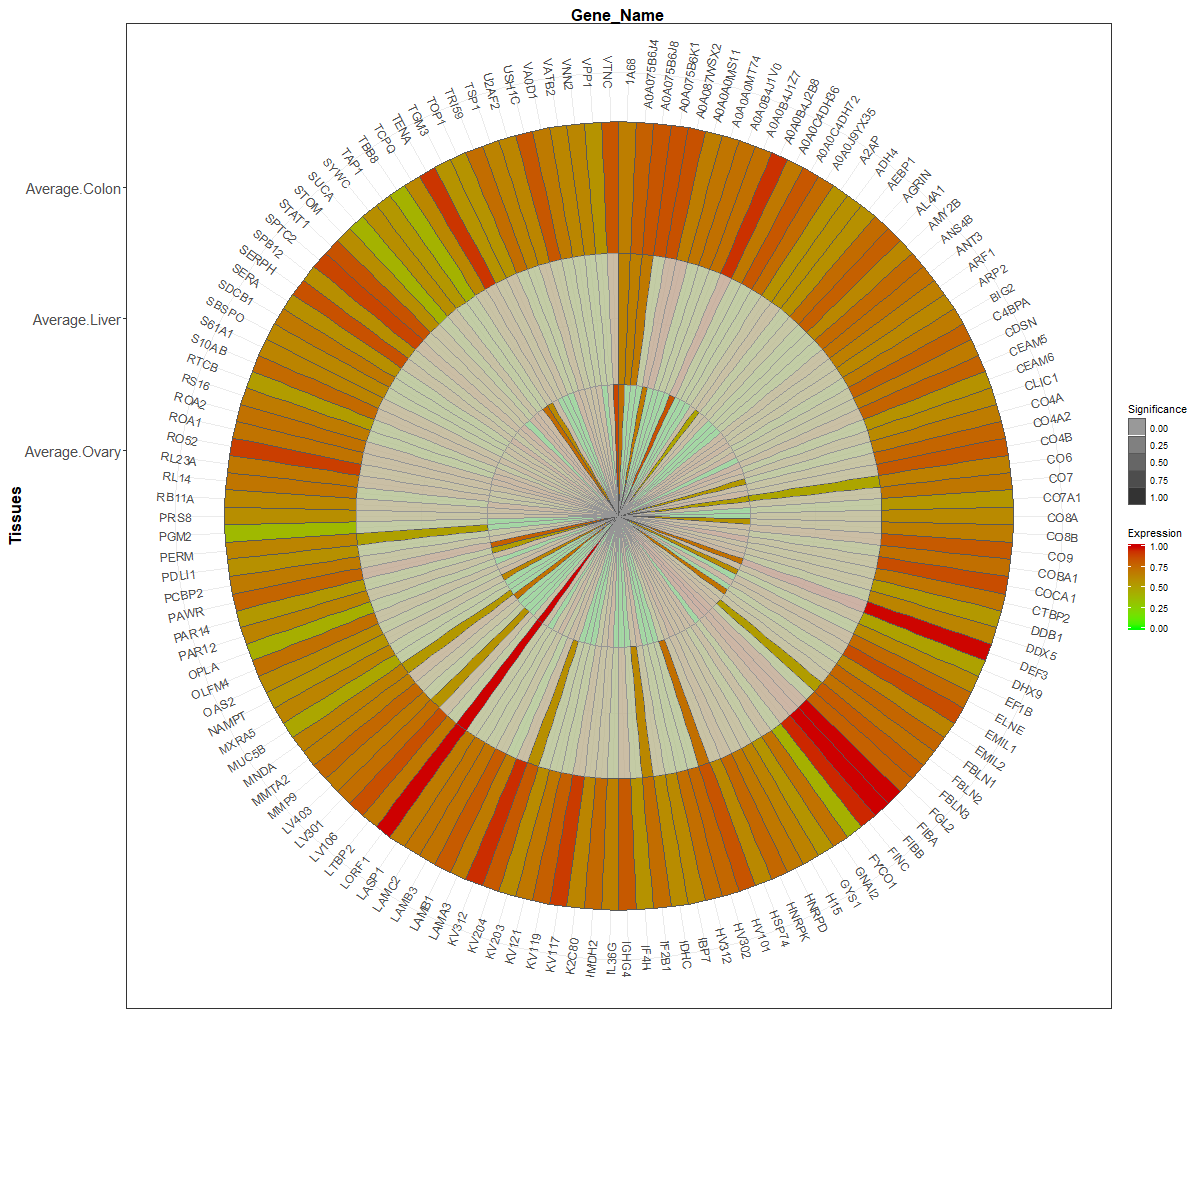 Gene_Name
1A68
A0A075B6J4
A0A075B6J8
A0A075B6K1
A0A087WSX2
A0A0A0MS11
A0A0A0MT74
A0A0B4J1V0
A0A0B4J1Z7
A0A0B4J2B8
A0A0C4DH36
A0A0C4DH72
A0A0J9YX35
A2AP
ADH4
AEBP1
AGRIN
AL4A1
AMY2B
ANS4B
ANT3
ARF1
ARP2
BIG2
C4BPA
CDSN
CEAM5
CEAM6
CLIC1
CO4A
CO4A2
CO4B
CO6
CO7
CO7A1
CO8A
CO8B
CO9
COBA1
COCA1
CTBP2
DDB1
DDX5
DEF3
DHX9
EF1B
ELNE
EMIL1
EMIL2
FBLN1
FBLN2
FBLN3
FGL2
FIBA
FIBB
FINC
FYCO1
GNAI2
GYS1
H15
HNRPD
HNRPK
HSP74
HV101
HV302
HV312
IBP7
IDHC
IF2B1
IF4H
IGHG4
IL36G
IMDH2
K2C80
KV117
KV119
KV121
KV203
KV204
KV312
LAMA3
LAMB1
LAMB3
LAMC2
LASP1
LORF1
LTBP2
LV106
LV301
LV403
MMP9
MMTA2
MNDA
MUC5B
MXRA5
NAMPT
OAS2
OLFM4
OPLA
PAR12
PAR14
PAWR
PCBP2
PDLI1
PERM
PGM2
PRS8
RB11A
RL14
RL23A
RO52
ROA1
ROA2
RS16
RTCB
S10AB
S61A1
SBSPO
SDCB1
SERA
SERPH
SPB12
SPTC2
STAT1
STOM
SUCA
SYWC
TAP1
TBB8
TCPQ
TENA
TGM3
TOP1
TRI59
TSP1
U2AF2
USH1C
VA0D1
VATB2
VNN2
VPP1
VTNC
Average.Colon
Average.Liver
Average.Ovary
Tissues
Significance
0.00
0.25
0.50
0.75
1.00
Expression
1.00
0.75
0.50
0.25
0.00